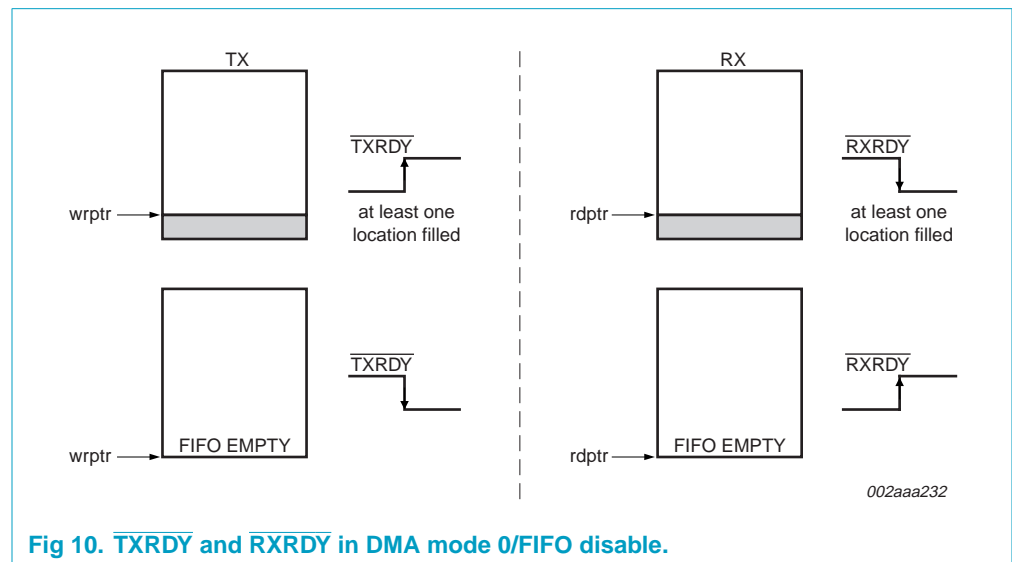 TX
TXRDY
wrptr
at least one
location filled
TXRDY
FIFO EMPTY
wrptr
RX
RXRDY
rdptr
at least one
location filled
RXRDY
FIFO EMPTY
rdptr
002aaa232
Fig 10. TXRDY and RXRDY in DMA mode 0/FIFO disable.